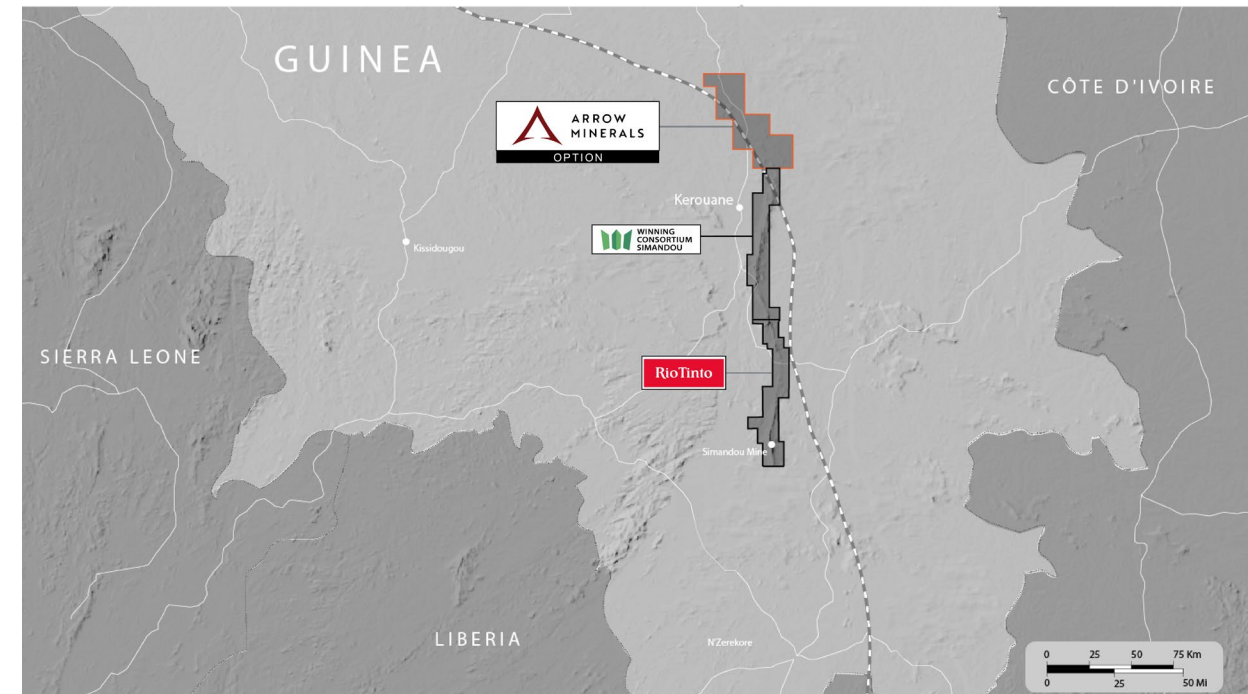 GUINEA
CÔTE D'IVOIRE
ARROW
MINERALS
OPTION
Kerouane
WINNING
CONSORTIUM
SIMANDOU
Kissidougou
SIERRA LEONE
RioTinto
Simandou Mine
LIBERIA
N'Zerekore
0 25 50 75 Km
0 25 50 Mi